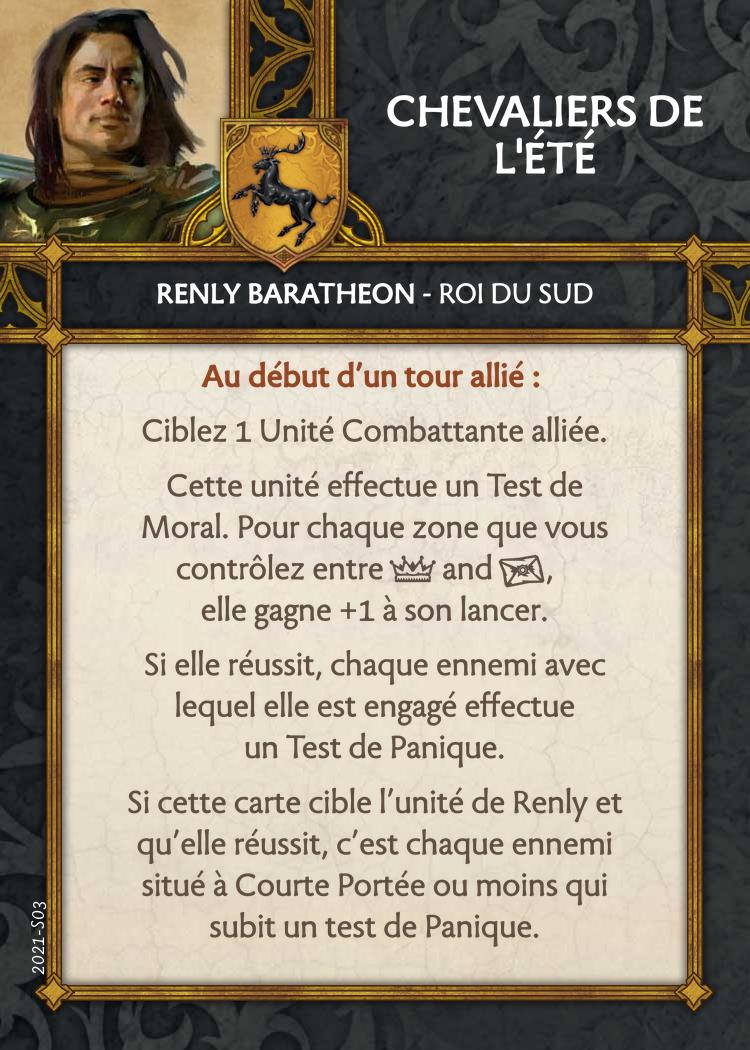 CHEVALIERS DE
L'ÉTÉ
RENLY BARATHEON - ROI DU SUD
Au début d’un tour allié :
Ciblez 1 Unité Combattante alliée.
Cette unité effectue un Test de
Moral. Pour chaque zone que vous
contrôlez entre and ,
elle gagne +1 à son lancer.
Si elle réussit, chaque ennemi avec
lequel elle est engagé effectue
un Test de Panique.
Si cette carte cible l’unité de Renly et
qu’elle réussit, c’est chaque ennemi
situé à Courte Portée ou moins qui
subit un test de Panique.
2021-S03